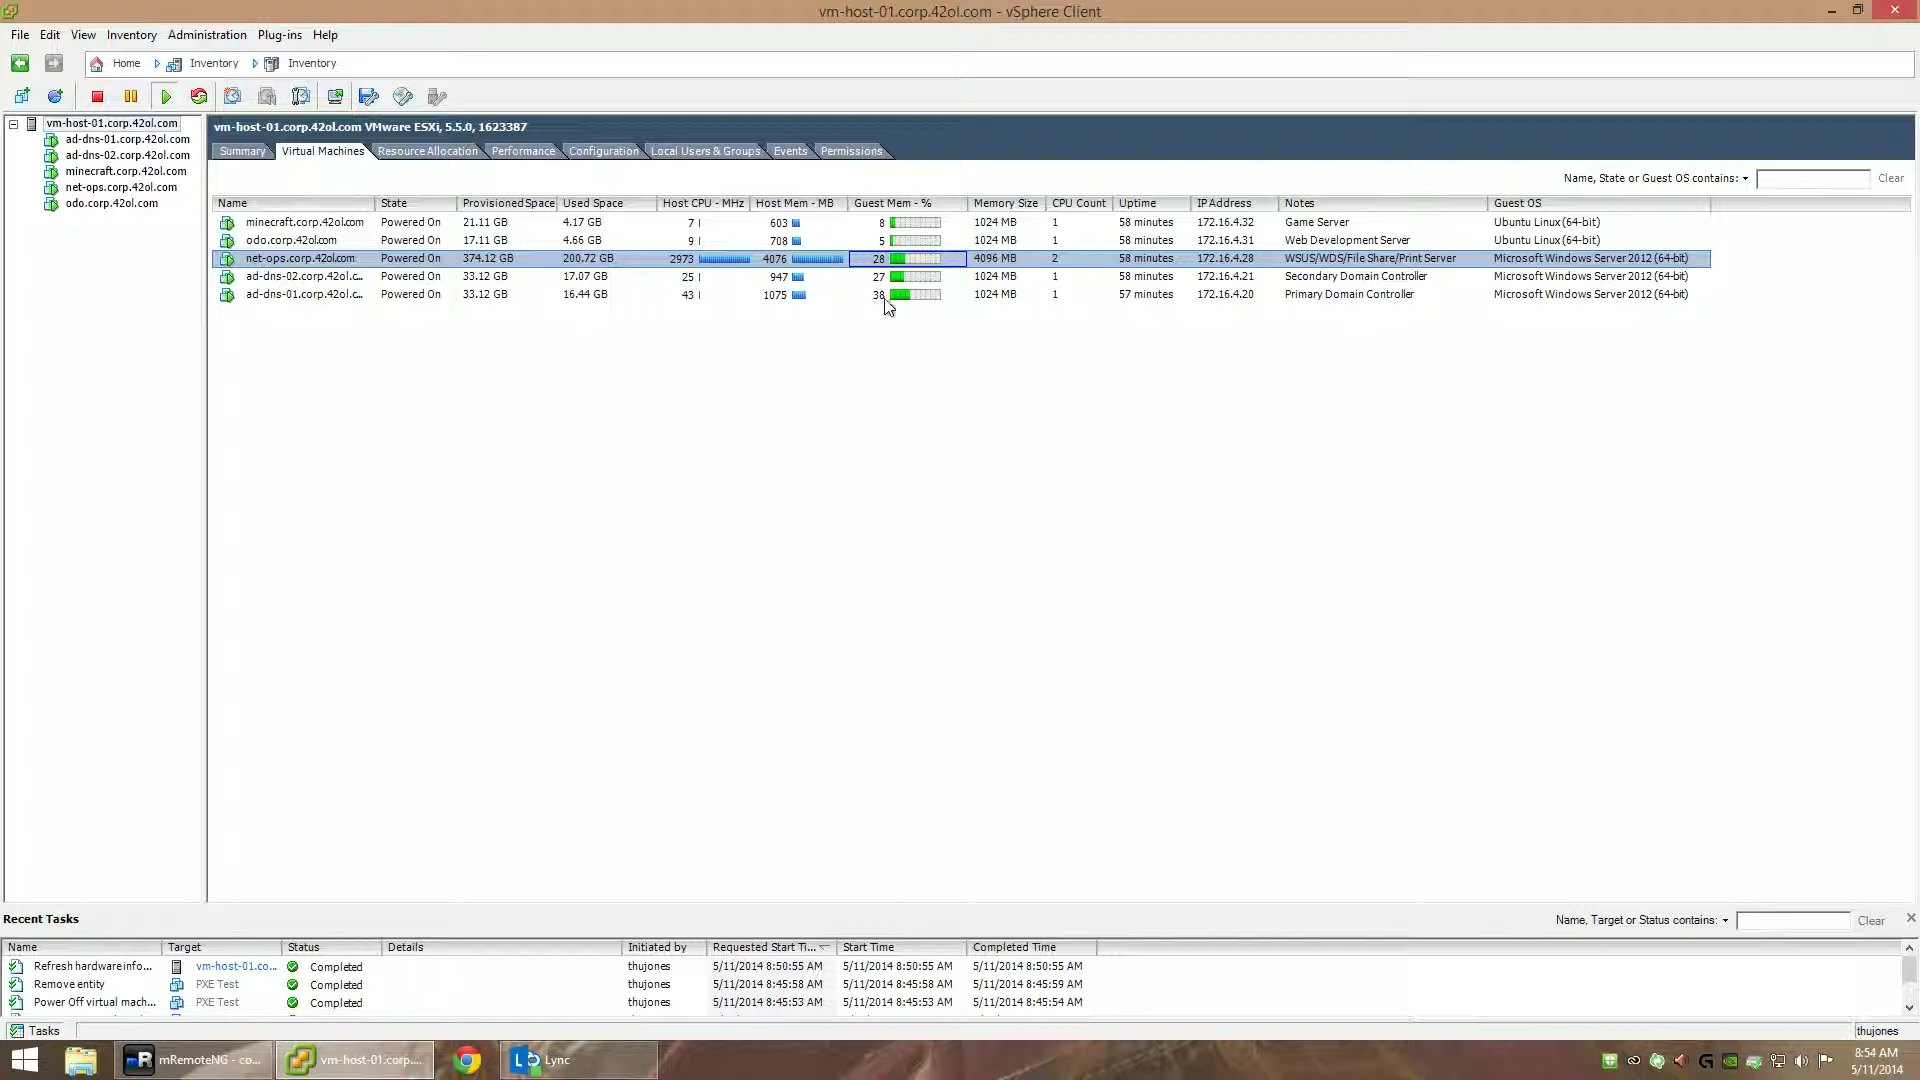 vm-host-01.corp.42ol.com - vSphere Client
File Edit View Inventory Administration Plug-ins Help
Home Inventory Inventory
vm-host-01.corp.42ol.com
ad-dns-01.corp.42ol.com
ad-dns-02.corp.42ol.com
minecraft.corp.42ol.com
net-ops.corp.42ol.com
odo.corp.42ol.com
vm-host-01.corp.42ol.com VMware ESXi, 5.5.0, 1623387
Summary Virtual Machines Resource Allocation Performance Configuration Local Users & Groups Events Permissions
Name, State or Guest OS contains: Clear
Name State Provisioned Space Used Space Host CPU - MHz Host Mem - MB Guest Mem - % Memory Size CPU Count Uptime IP Address Notes Guest OS
minecraft.corp.42ol.com Powered On 21.11 GB 4.17 GB 7 603 8 1024 MB 1 58 minutes 172.16.4.32 Game Server Ubuntu Linux (64-bit)
odo.corp.42ol.com Powered On 17.11 GB 4.66 GB 9 708 5 1024 MB 1 58 minutes 172.16.4.31 Web Development Server Ubuntu Linux (64-bit)
net-ops.corp.42ol.com Powered On 374.12 GB 200.72 GB 2973 4076 28 4096 MB 2 58 minutes 172.16.4.28 WSUS/WDS/File Share/Print Server Microsoft Windows Server 2012 (64-bit)
ad-dns-02.corp.42ol.c... Powered On 33.12 GB 17.07 GB 25 947 27 1024 MB 1 58 minutes 172.16.4.21 Secondary Domain Controller Microsoft Windows Server 2012 (64-bit)
ad-dns-01.corp.42ol.c... Powered On 33.12 GB 16.44 GB 43 1075 38 1024 MB 1 57 minutes 172.16.4.20 Primary Domain Controller Microsoft Windows Server 2012 (64-bit)
Recent Tasks Name, Target or Status contains: Clear
Name Target Status Details Initiated by Requested Start Ti... Start Time Completed Time
Refresh hardware info... vm-host-01.co... Completed thujones 5/11/2014 8:50:55 AM 5/11/2014 8:50:55 AM 5/11/2014 8:50:55 AM
Remove entity PXE Test Completed thujones 5/11/2014 8:45:58 AM 5/11/2014 8:45:58 AM 5/11/2014 8:45:59 AM
Power Off virtual mach... PXE Test Completed thujones 5/11/2014 8:45:53 AM 5/11/2014 8:45:53 AM 5/11/2014 8:45:54 AM
Tasks thujones
mR mRemoteNG - co... vm-host-01.corp.... Lync 8:54 AM
5/11/2014